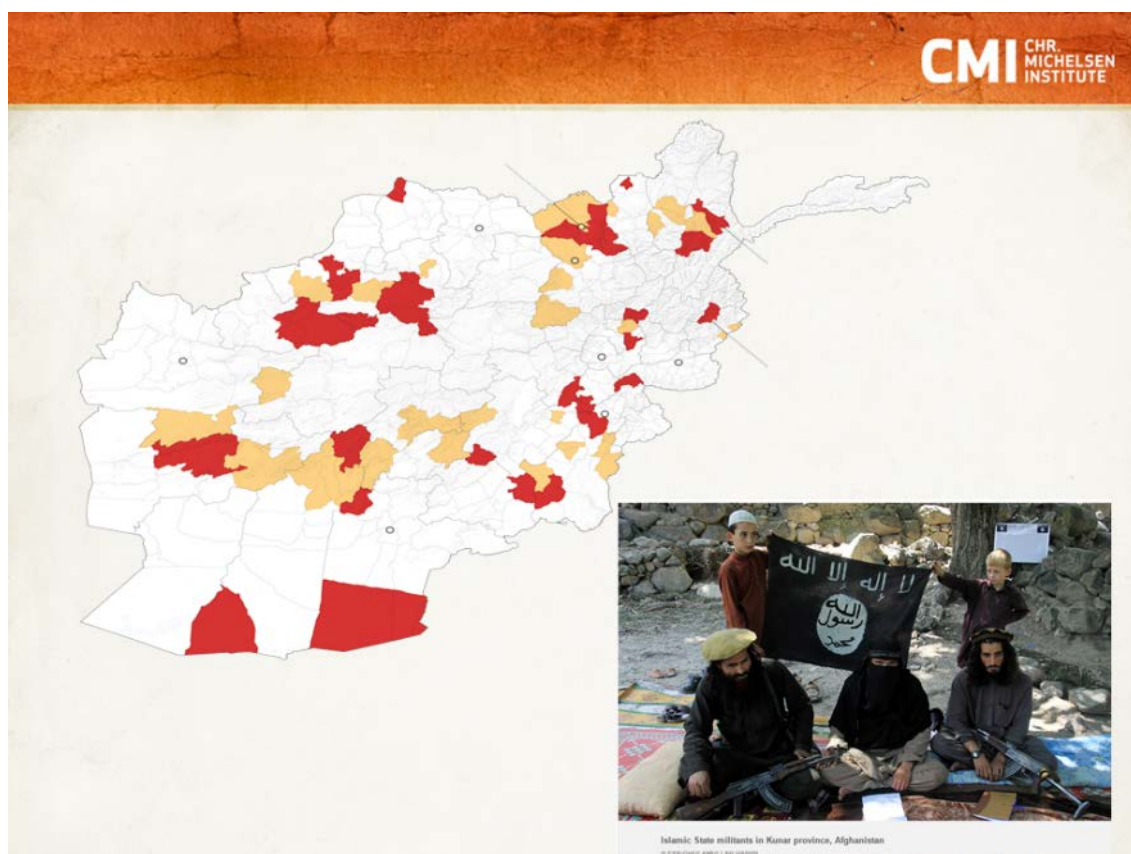 CMI
CHR.
MICHELSEN
INSTITUTE
لا إله إلا الله
الله
رسول
محمد
Islamic State militants in Kunar province, Afghanistan